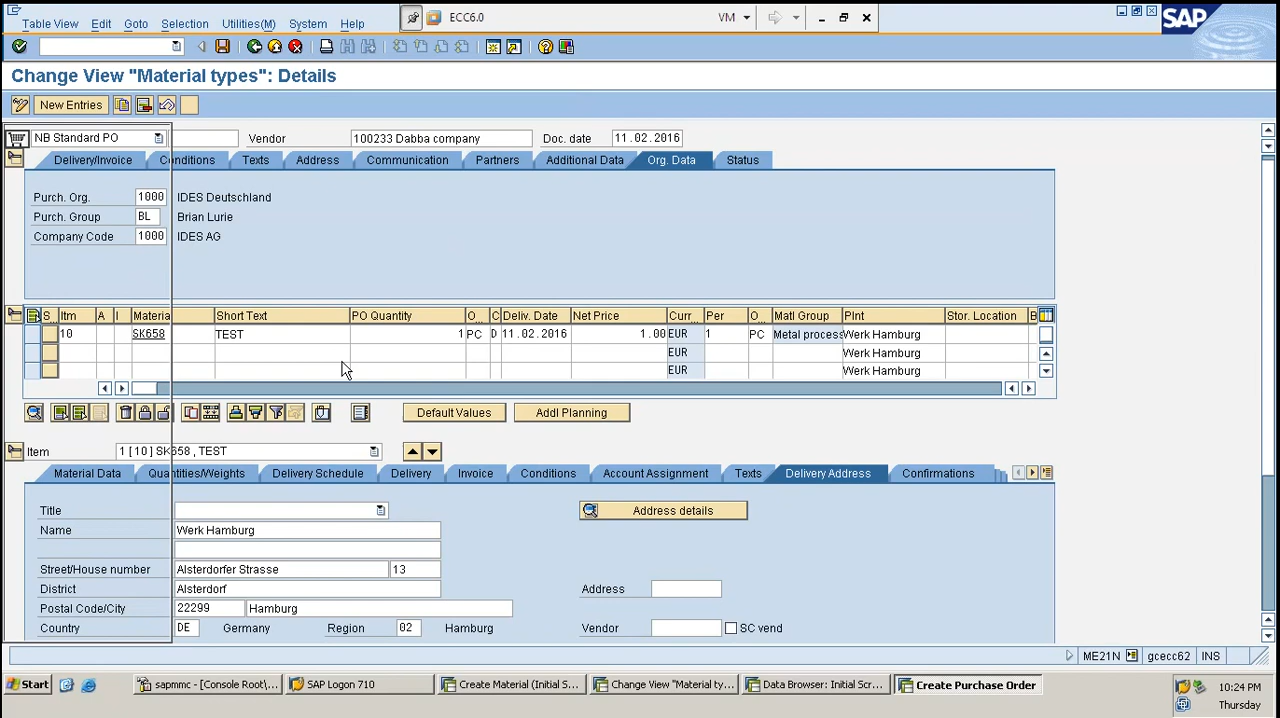 Table View Edit Goto Selection Utilities(M) System Help ECC6.0 VM SAP
Change View "Material types": Details
New Entries
NB Standard PO Vendor 100233 Dabba company Doc. date 11.02.2016
Delivery/Invoice Conditions Texts Address Communication Partners Additional Data Org. Data Status
Purch. Org. 1000 IDES Deutschland
Purch. Group BL Brian Lurie
Company Code 1000 IDES AG
S... Itm A I Materia Short Text PO Quantity O... C Deliv. Date Net Price Curr... Per O... Matl Group Plnt Stor. Location B
10 SK658 TEST 1 PC D 11.02.2016 1.00 EUR 1 PC Metal process Werk Hamburg
EUR Werk Hamburg
EUR Werk Hamburg
Default Values Addl Planning
Item 1 [ 10 ] SK658 , TEST
Material Data Quantities/Weights Delivery Schedule Delivery Invoice Conditions Account Assignment Texts Delivery Address Confirmations
Title Address details
Name Werk Hamburg
Street/House number Alsterdorfer Strasse 13
District Alsterdorf Address
Postal Code/City 22299 Hamburg
Country DE Germany Region 02 Hamburg Vendor SC vend
ME21N gcecc62 INS
Start sapmmc - [Console Root\... SAP Logon 710 Create Material (Initial S... Change View "Material ty... Data Browser: Initial Scr... Create Purchase Order 10:24 PM
Thursday